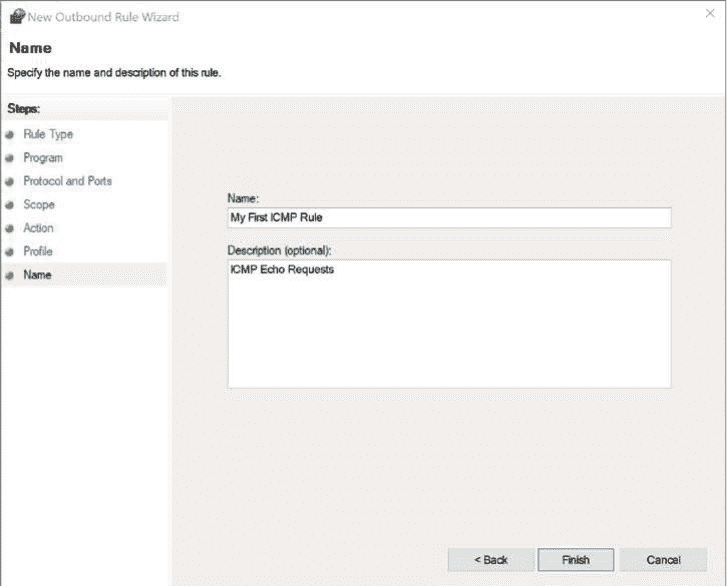 New Outbound Rule Wizard
Name
Specify the name and description of this rule.
Steps:
Rule Type
Program
Protocol and Ports
Scope
Action
Profile
Name
Name:
My First ICMP Rule
Description (optional):
ICMP Echo Requests
< Back
Finish
Cancel